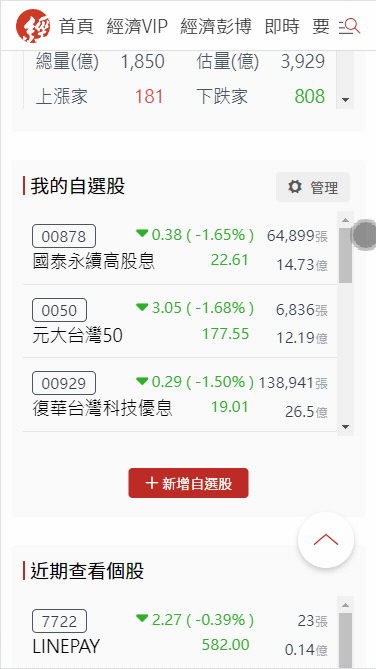 經 首頁 經濟VIP 經濟彭博 即時 要
總量(億) 1,850 估量(億) 3,929
上漲家 181 下跌家 808
我的自選股 管理
00878 ▼ 0.38 ( -1.65% ) 64,899張
國泰永續高股息 22.61 14.73億
0050 ▼ 3.05 ( -1.68% ) 6,836張
元大台灣50 177.55 12.19億
00929 ▼ 0.29 ( -1.50% ) 138,941張
復華台灣科技優息 19.01 26.5億
+ 新增自選股
近期查看個股
7722 ▼ 2.27 ( -0.39% ) 23張
LINEPAY 582.00 0.14億